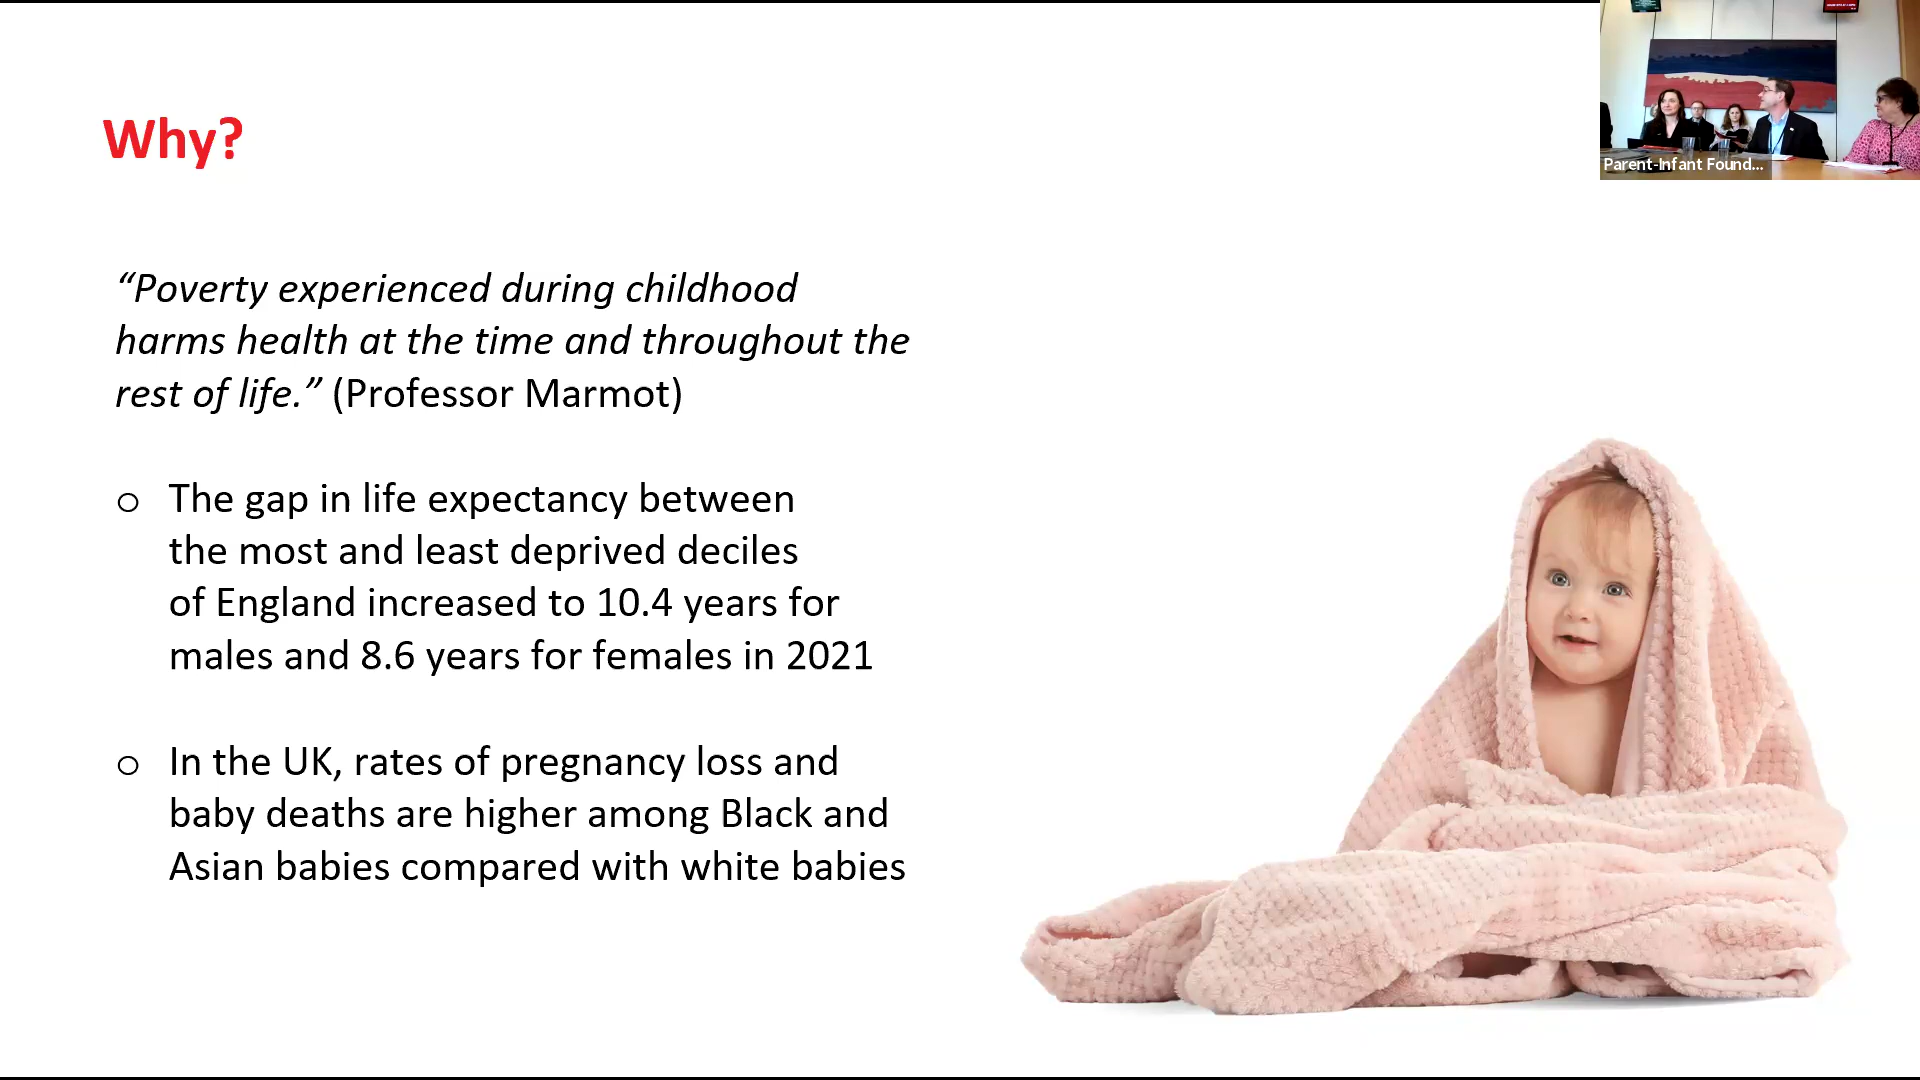 Why?
“Poverty experienced during childhood
harms health at the time and throughout the
rest of life.” (Professor Marmot)
o The gap in life expectancy between
the most and least deprived deciles
of England increased to 10.4 years for
males and 8.6 years for females in 2021
o In the UK, rates of pregnancy loss and
baby deaths are higher among Black and
Asian babies compared with white babies
Parent-Infant Found...